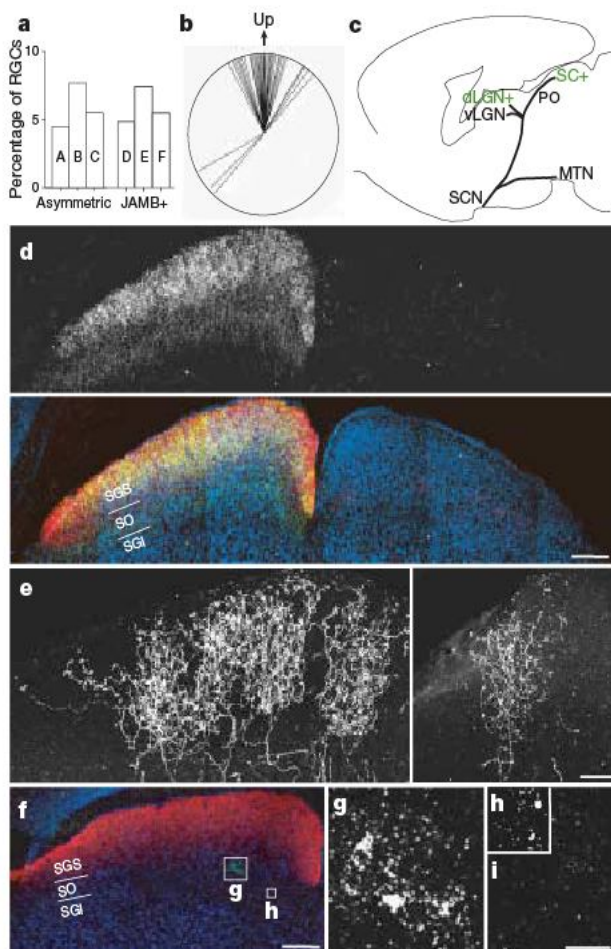 a
Percentage of RGCs
10
5
0
A B C D E F
Asymmetric JAMB+
b
Up
c
SC+
dLGN+
PO
vLGN
MTN
SCN
d
SGS
SO
SGI
e
f
SGS
SO
SGI
g
h
g
h
i